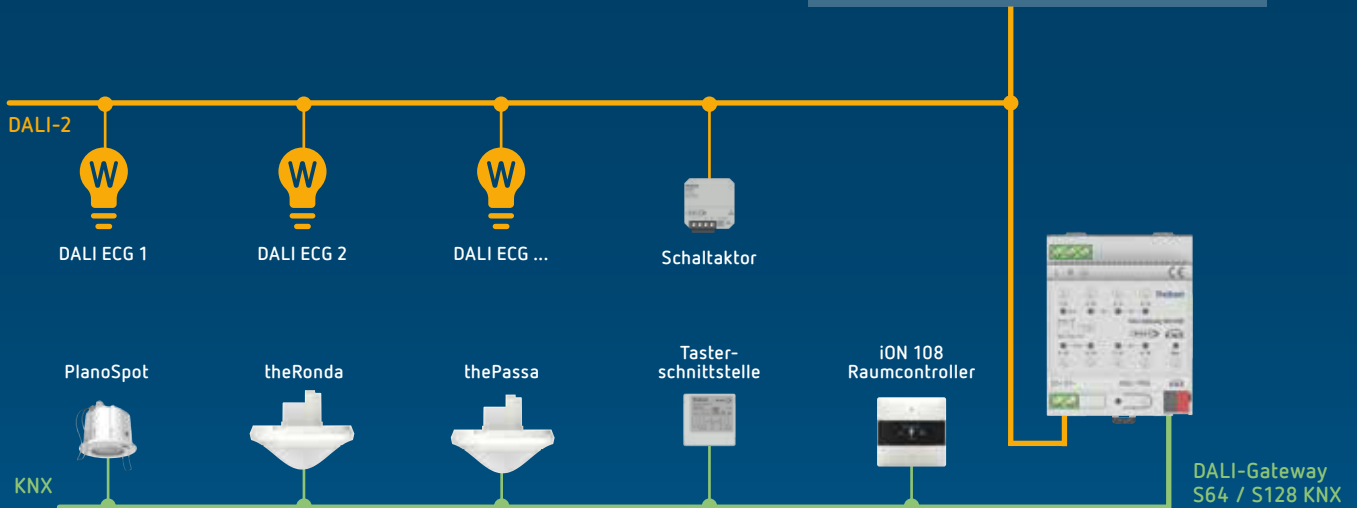 DALI-2
W
W
W
DALI ECG 1
DALI ECG 2
DALI ECG ...
Schaltaktor
PlanoSpot
theRonda
thePassa
Taster-
schnittstelle
iON 108
Raumcontroller
KNX
DALI-Gateway
S64 / S128 KNX